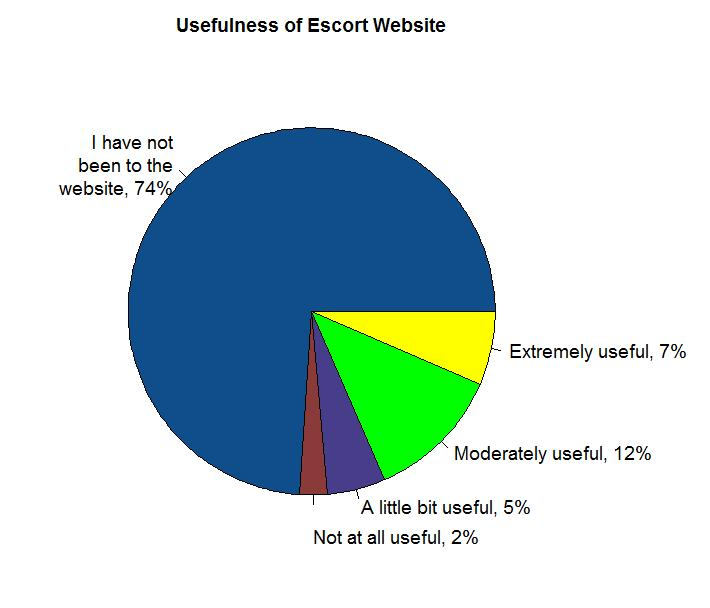 Usefulness of Escort Website
I have not
been to the
website, 74%
Extremely useful, 7%
Moderately useful, 12%
A little bit useful, 5%
Not at all useful, 2%